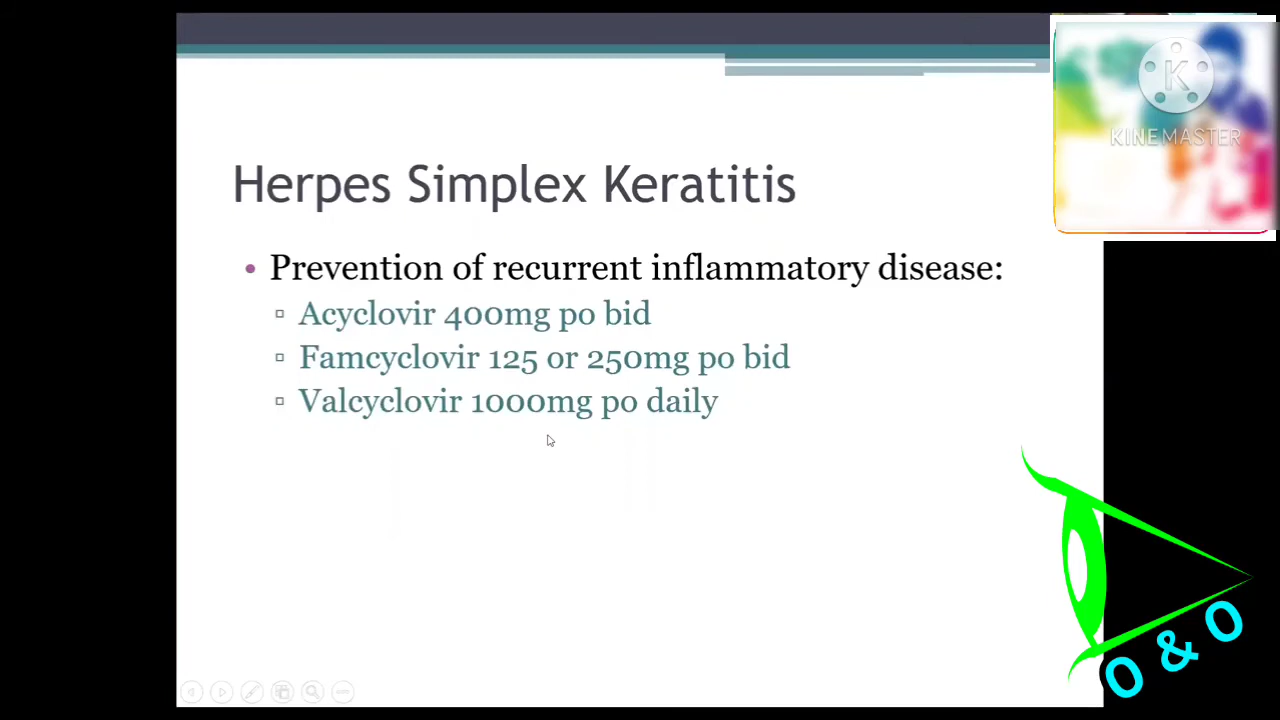 K
KINEMASTER
Herpes Simplex Keratitis
• Prevention of recurrent inflammatory disease:
▫ Acyclovir 400mg po bid
▫ Famcyclovir 125 or 250mg po bid
▫ Valcyclovir 1000mg po daily
O & O